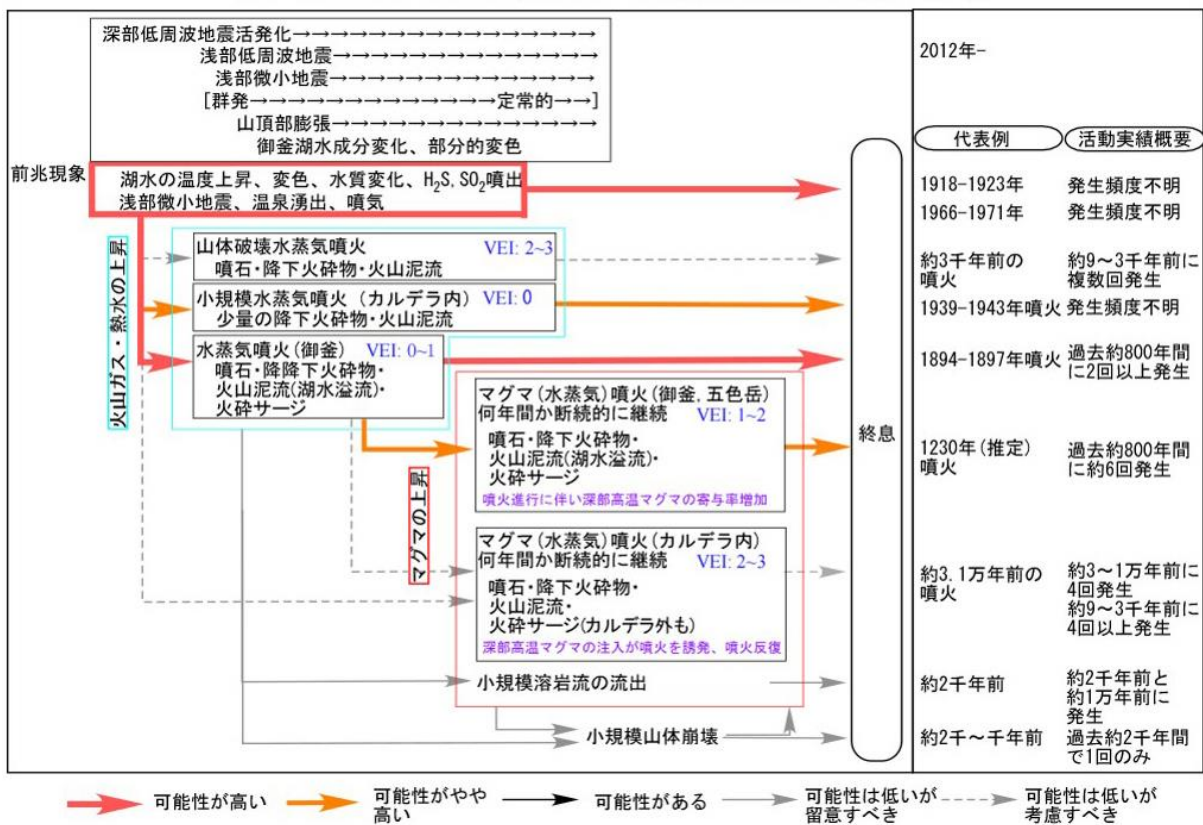 深部低周波地震活発化→→→→→→→→→→→→→→→→
浅部低周波地震→→→→→→→→→→→→→→
浅部微小地震→→→→→→→→→→→→→→
[群発→→→→→→→→→→→→→定常的→→]
山頂部膨張→→→→→→→→→→→→→→
御釜湖水成分変化、部分的変色
前兆現象
湖水の温度上昇、変色、水質変化、H₂S,SO₂噴出
浅部微小地震、温泉湧出、噴気
火山ガス・熱水の上昇
山体破壊水蒸気噴火 VEI: 2~3
噴石・降下火砕物・火山泥流
小規模水蒸気噴火 (カルデラ内) VEI: 0
少量の降下火砕物・火山泥流
水蒸気噴火(御釜) VEI: 0~1
噴石・降降下火砕物・
火山泥流(湖水溢流)・
火砕サージ
マグマの上昇
マグマ(水蒸気)噴火(御釜,五色岳)
何年間か断続的に継続 VEI: 1~2
噴石・降下火砕物・
火山泥流(湖水溢流)・
火砕サージ
噴火進行に伴い深部高温マグマの寄与率増加
マグマ(水蒸気)噴火(カルデラ内)
何年間か断続的に継続 VEI: 2~3
噴石・降下火砕物・
火山泥流・
火砕サージ(カルデラ外も)
深部高温マグマの注入が噴火を誘発、噴火反復
小規模溶岩流の流出
小規模山体崩壊
終息
2012年-
代表例 活動実績概要
1918-1923年 発生頻度不明
1966-1971年 発生頻度不明
約3千年前の 約9〜3千年前に
噴火 複数回発生
1939-1943年噴火 発生頻度不明
1894-1897年噴火 過去約800年間
に2回以上発生
1230年(推定) 過去約800年間
噴火 に約6回発生
約3.1万年前の 約3〜1万年前に
噴火 4回発生
約9〜3千年前に
4回以上発生
約2千年前 約2千年前と
約1万年前に
発生
約2千〜千年前 過去約2千年間
で1回のみ
可能性が高い
可能性がやや
高い
可能性がある
可能性は低いが
留意すべき
可能性は低いが
考慮すべき